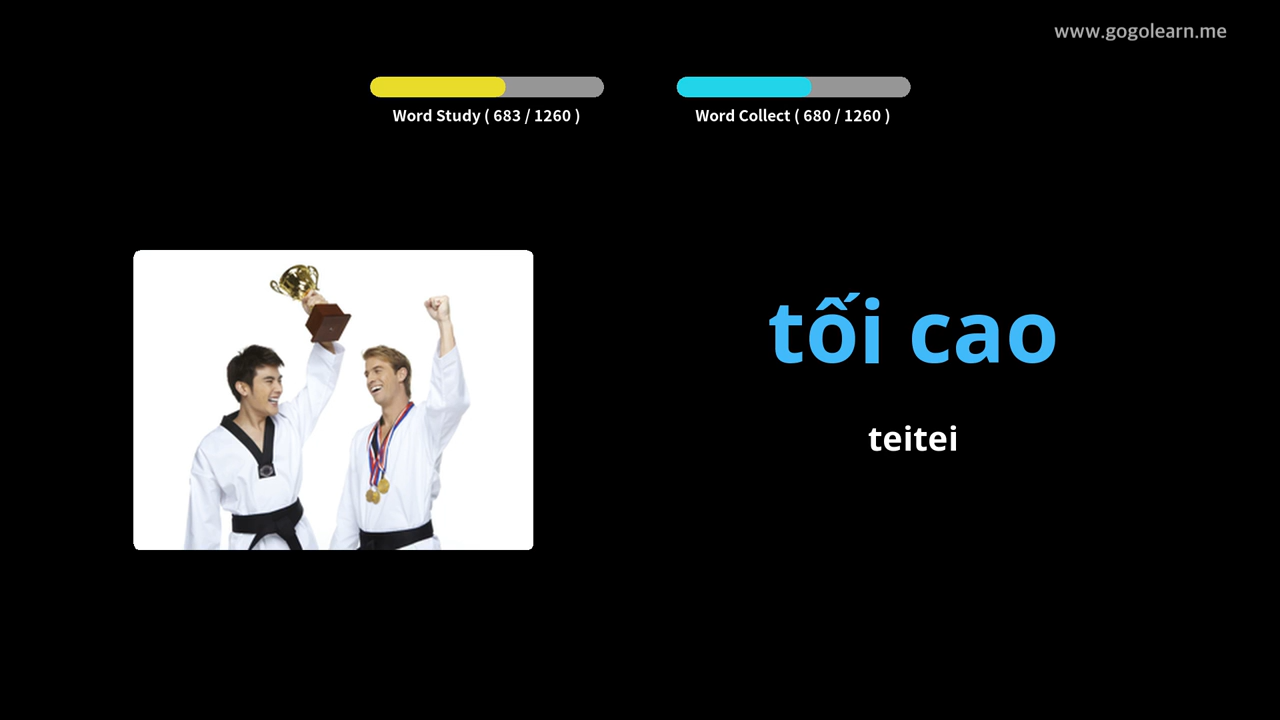 www.gogolearn.me
Word Study ( 683 / 1260 )
Word Collect ( 680 / 1260 )
tối cao
teitei